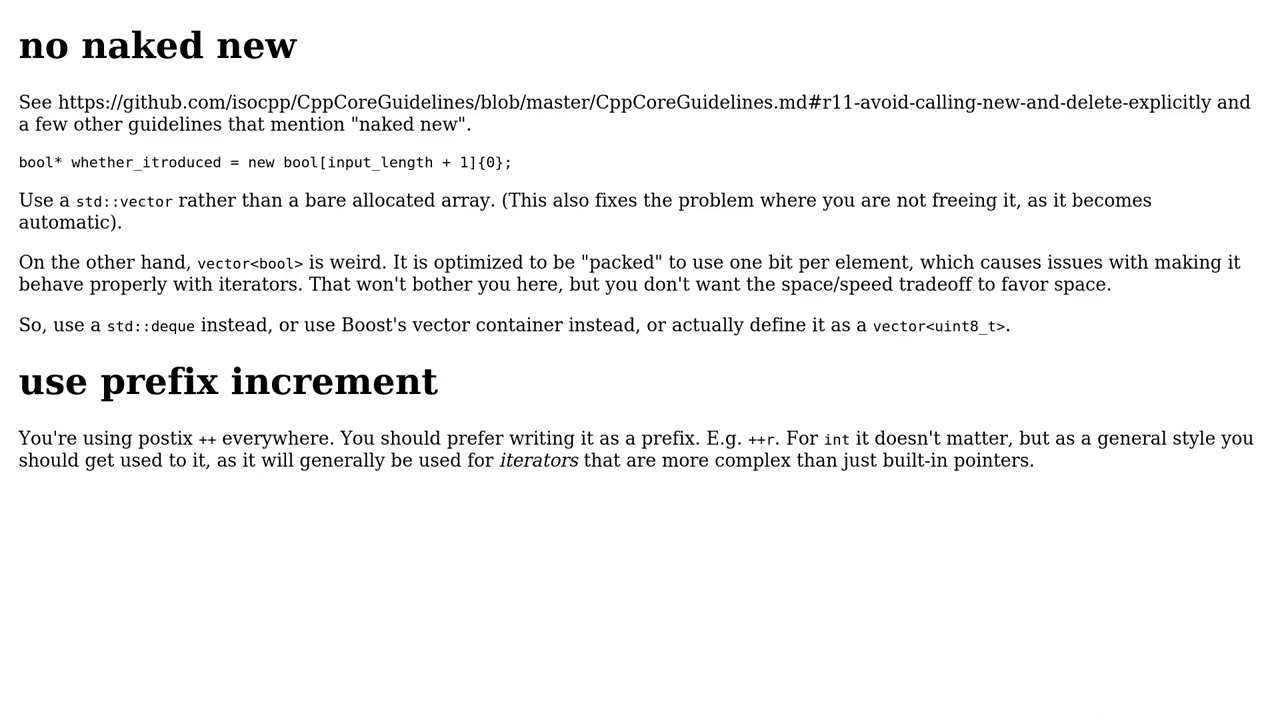 no naked new
See https://github.com/isocpp/CppCoreGuidelines/blob/master/CppCoreGuidelines.md#r11-avoid-calling-new-and-delete-explicitly and
a few other guidelines that mention "naked new".
bool* whether_itroduced = new bool[input_length + 1]{0};
Use a std::vector rather than a bare allocated array. (This also fixes the problem where you are not freeing it, as it becomes
automatic).
On the other hand, vector<bool> is weird. It is optimized to be "packed" to use one bit per element, which causes issues with making it
behave properly with iterators. That won't bother you here, but you don't want the space/speed tradeoff to favor space.
So, use a std::deque instead, or use Boost's vector container instead, or actually define it as a vector<uint8_t>.
use prefix increment
You're using postix ++ everywhere. You should prefer writing it as a prefix. E.g. ++r. For int it doesn't matter, but as a general style you
should get used to it, as it will generally be used for iterators that are more complex than just built-in pointers.